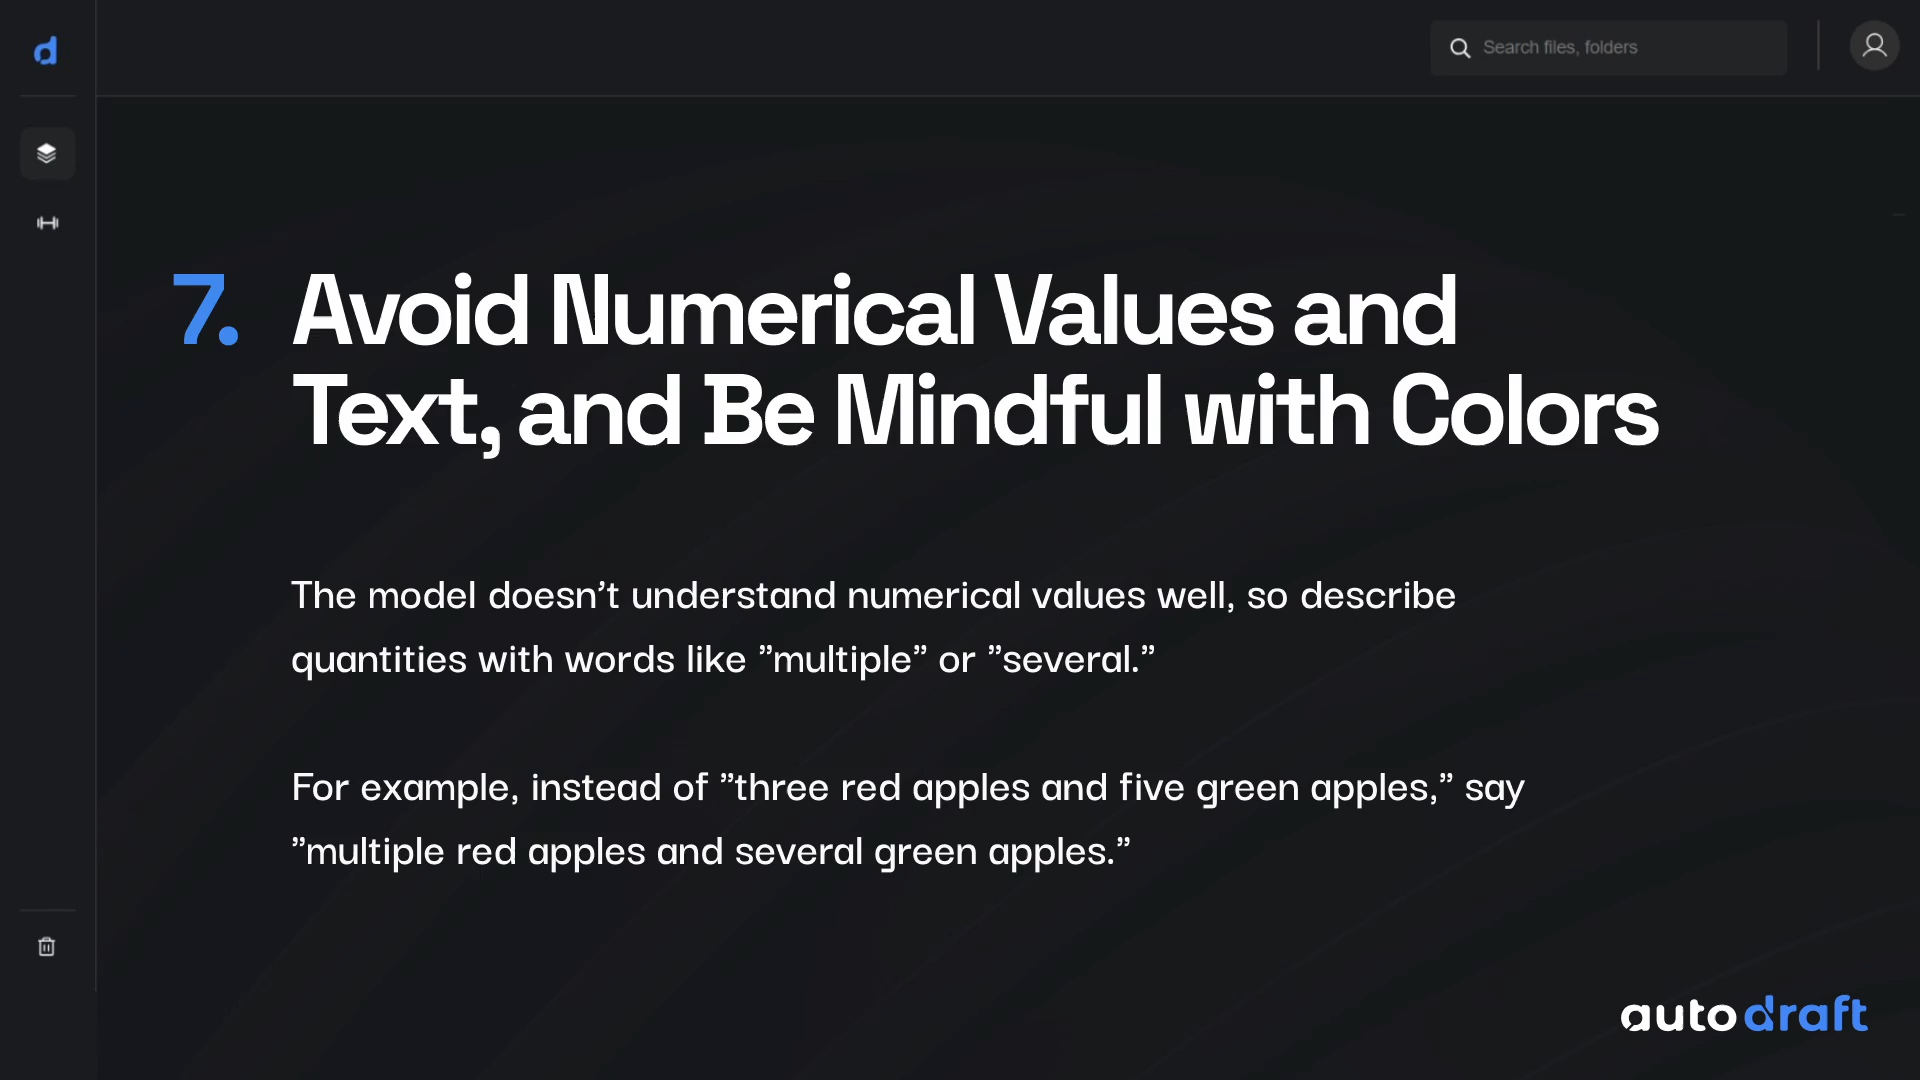 d
Search files, folders
7. Avoid Numerical Values and
Text, and Be Mindful with Colors
The model doesn’t understand numerical values well, so describe
quantities with words like ”multiple” or ”several.”
For example, instead of ”three red apples and five green apples,” say
”multiple red apples and several green apples.”
autodraft